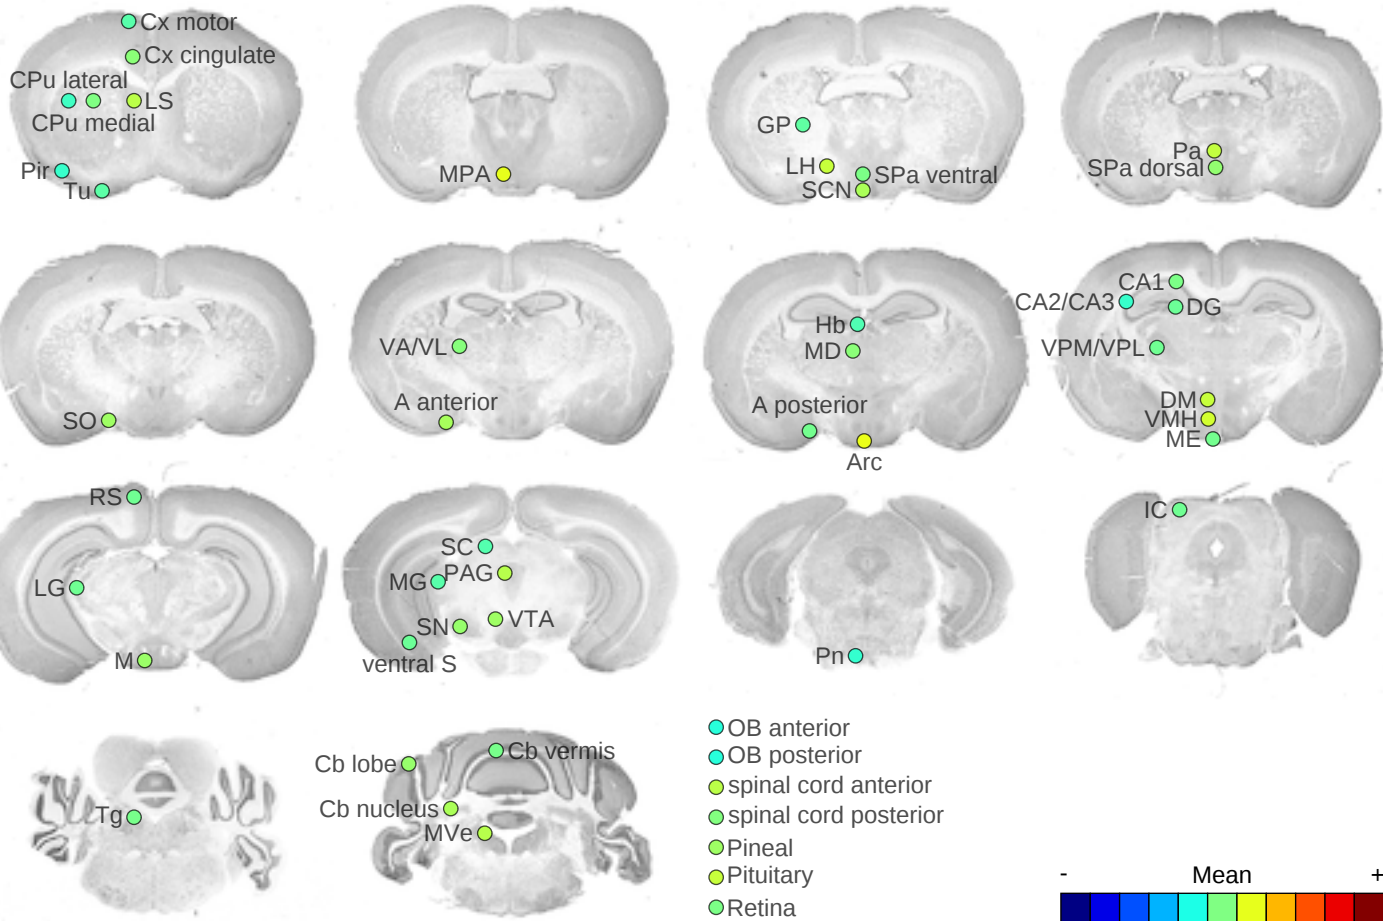 Cx motor
Cx cingulate
CPu lateral
LS
CPu medial
Pir
Tu
MPA
GP
LH
SPa ventral
SCN
Pa
SPa dorsal
SO
VA/VL
A anterior
Hb
MD
A posterior
Arc
CA1
CA2/CA3
DG
VPM/VPL
DM
VMH
ME
RS
LG
M
SC
PAG
MG
VTA
SN
ventral S
Pn
IC
Tg
Cb vermis
Cb lobe
Cb nucleus
MVe
OB anterior
OB posterior
spinal cord anterior
spinal cord posterior
Pineal
Pituitary
Retina
- Mean +